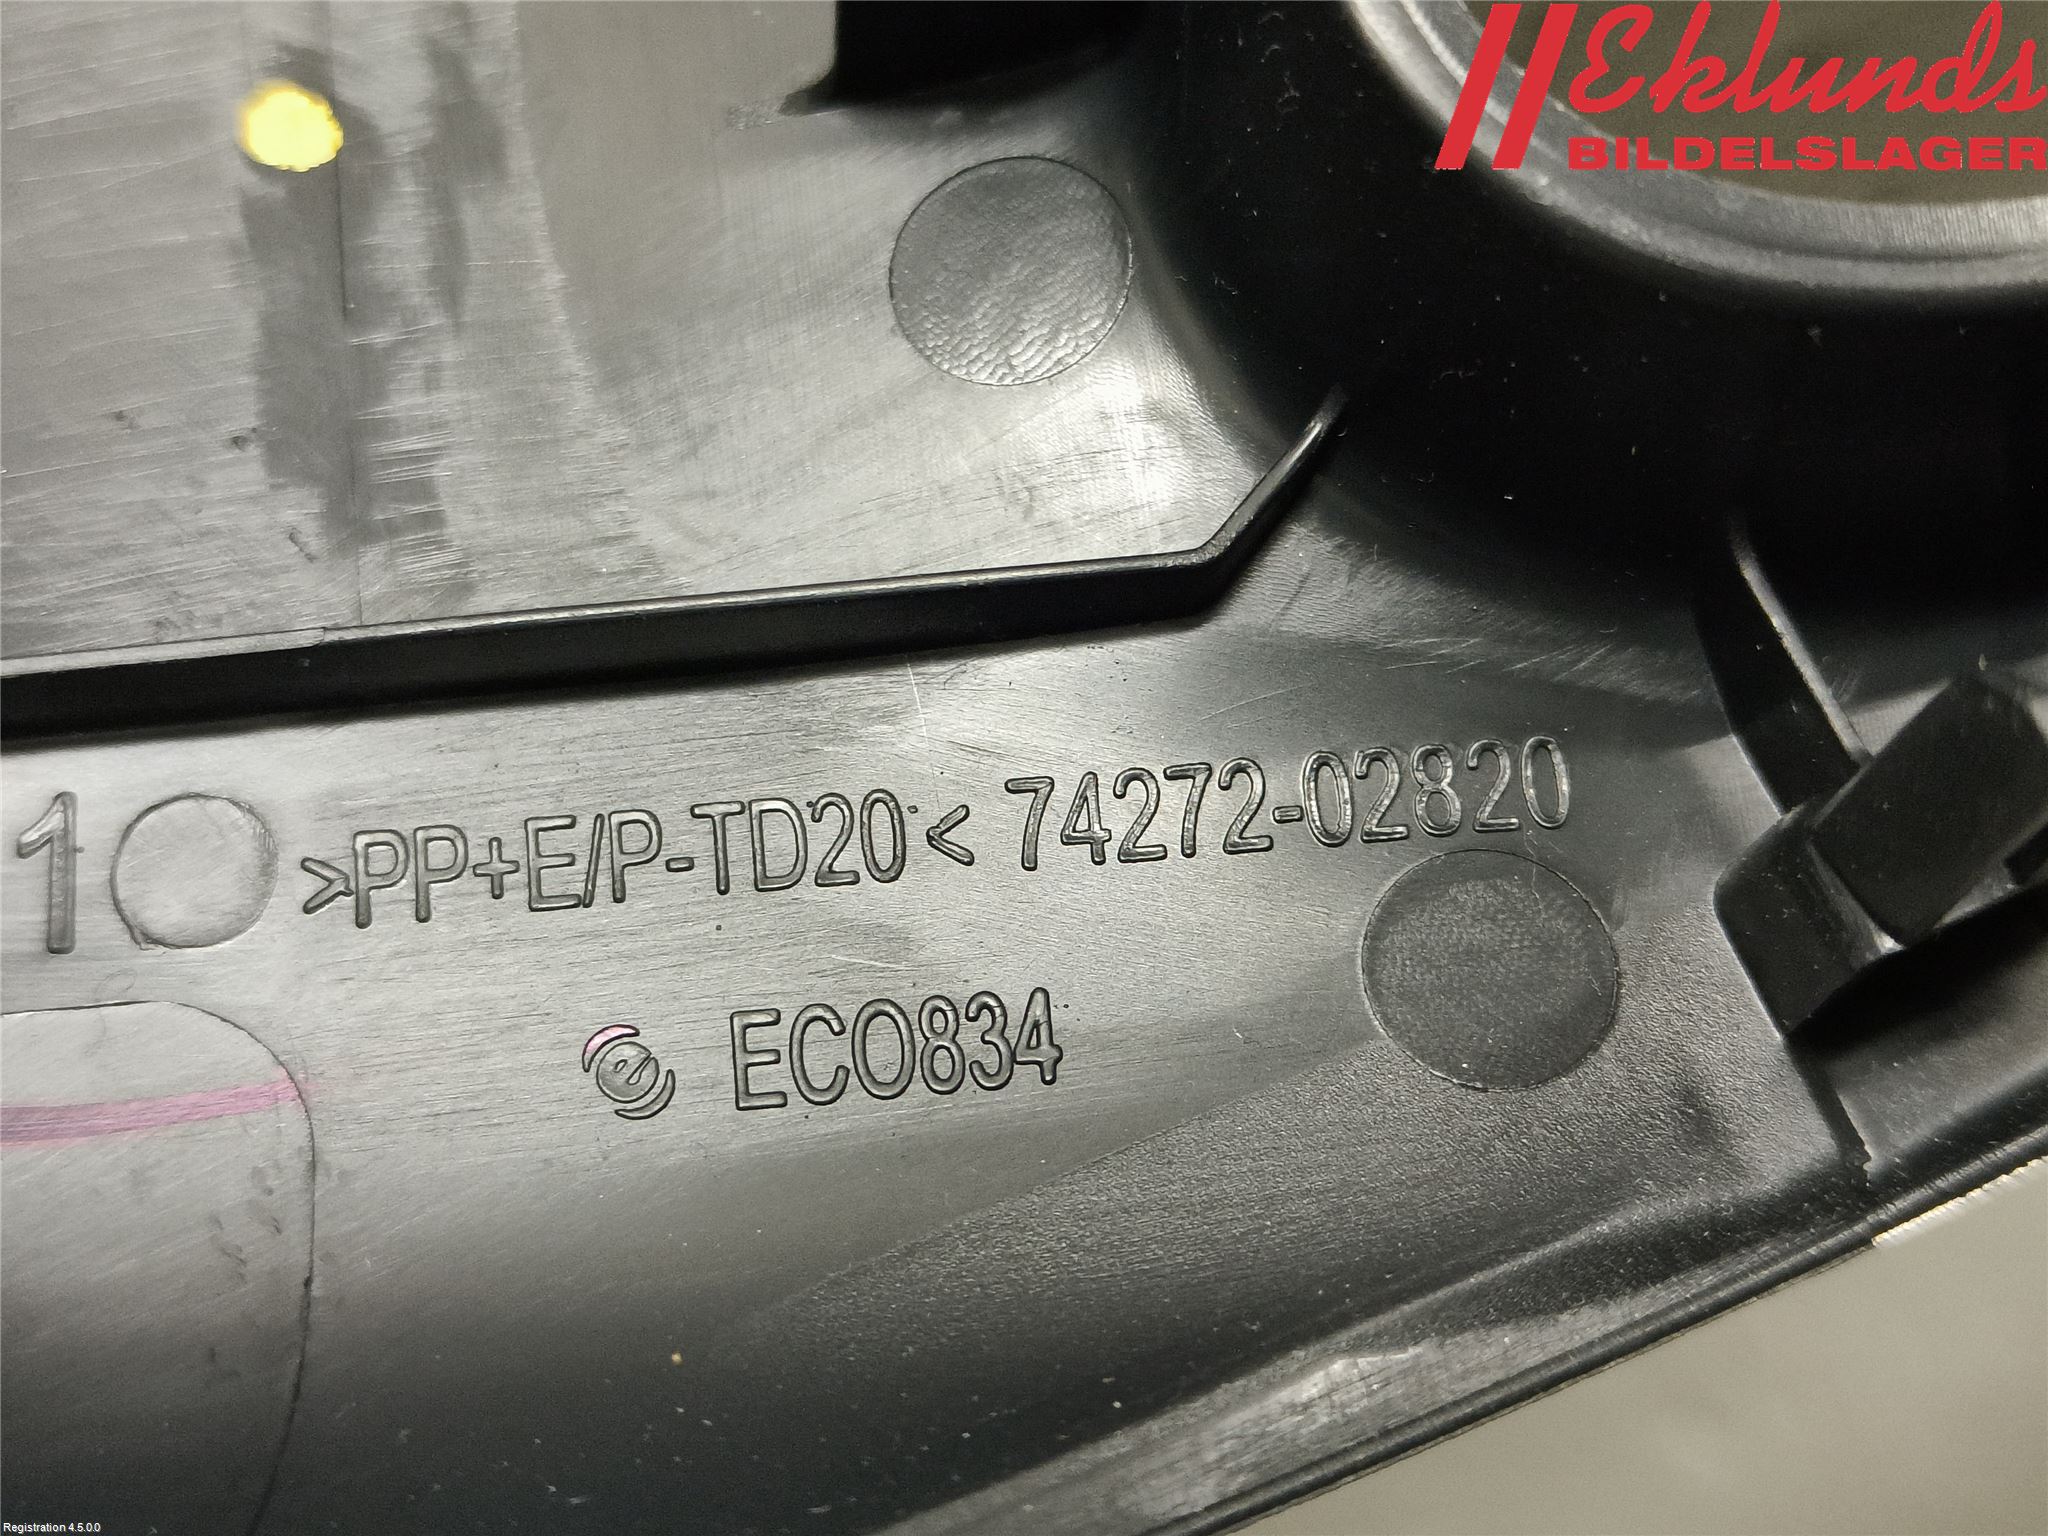 Eklunds
BILDELSLAGER
1 >PP+E/P-TD20< 74272-02820
e ECO834
Registration 4.5.0.0